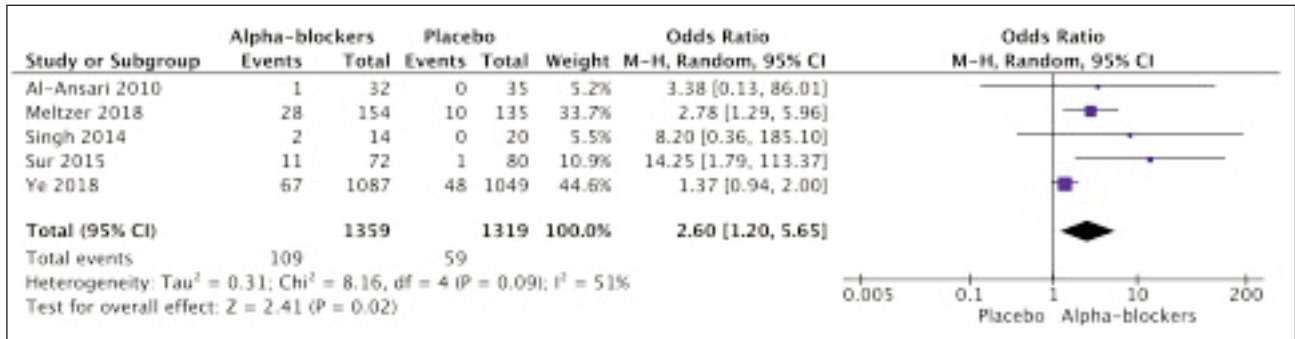 Alpha-blockers Placebo Odds Ratio Odds Ratio
Study or Subgroup Events Total Events Total Weight M-H, Random, 95% CI M-H, Random, 95% CI
Al-Ansari 2010 1 32 0 35 5.2% 3.38 [0.13, 86.01]
Meltzer 2018 28 154 10 135 33.7% 2.78 [1.29, 5.96]
Singh 2014 2 14 0 20 5.5% 8.20 [0.36, 185.10]
Sur 2015 11 72 1 80 10.9% 14.25 [1.79, 113.37]
Ye 2018 67 1087 48 1049 44.6% 1.37 [0.94, 2.00]
Total (95% CI) 1359 1319 100.0% 2.60 [1.20, 5.65]
Total events 109 59
Heterogeneity: Tau² = 0.31; Chi² = 8.16, df = 4 (P = 0.09); I² = 51%
Test for overall effect: Z = 2.41 (P = 0.02)
0.005 0.1 1 10 200
Placebo Alpha-blockers